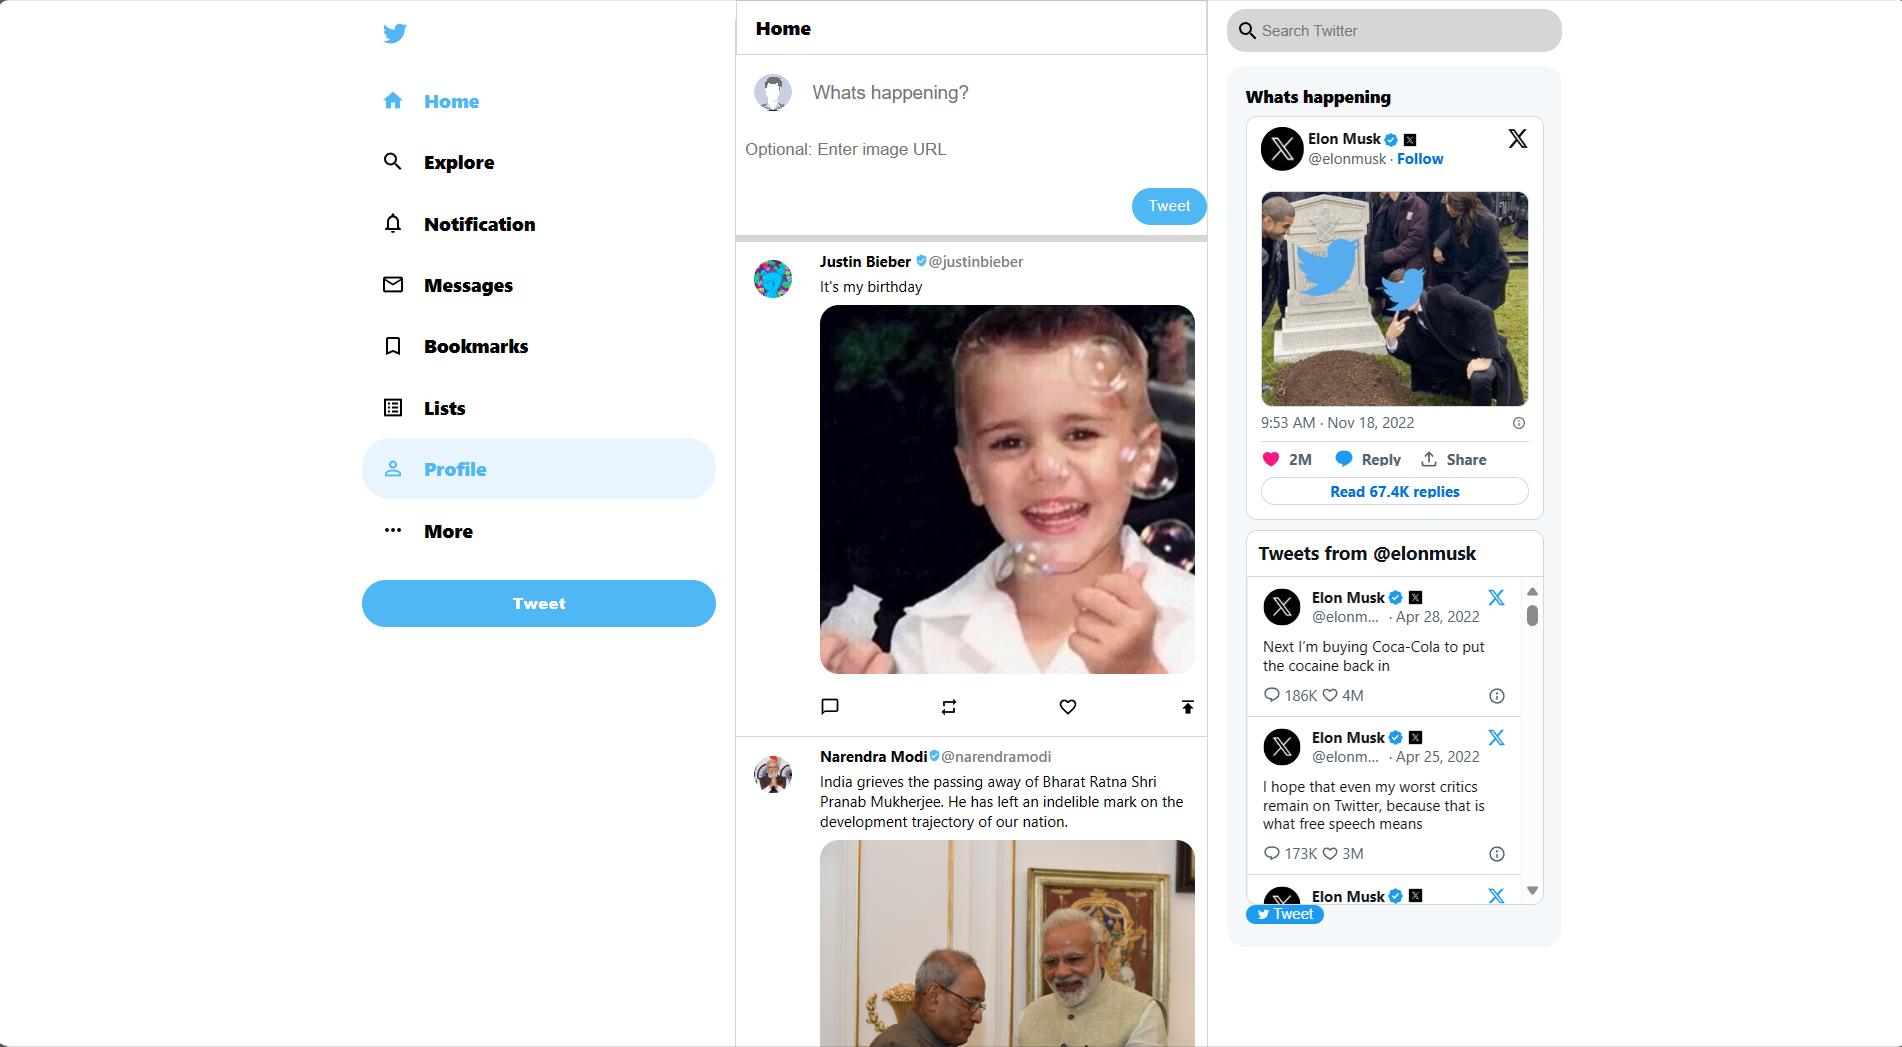 Home
Explore
Notification
Messages
Bookmarks
Lists
Profile
More
Tweet
Home
Whats happening?
Optional: Enter image URL
Tweet
Justin Bieber @justinbieber
It's my birthday
Narendra Modi @narendramodi
India grieves the passing away of Bharat Ratna Shri
Pranab Mukherjee. He has left an indelible mark on the
development trajectory of our nation.
Search Twitter
Whats happening
Elon Musk
@elonmusk · Follow
9:53 AM · Nov 18, 2022
2M Reply Share
Read 67.4K replies
Tweets from @elonmusk
Elon Musk
@elonm... · Apr 28, 2022
Next I’m buying Coca-Cola to put
the cocaine back in
186K 4M
Elon Musk
@elonm... · Apr 25, 2022
I hope that even my worst critics
remain on Twitter, because that is
what free speech means
173K 3M
Elon Musk
Tweet